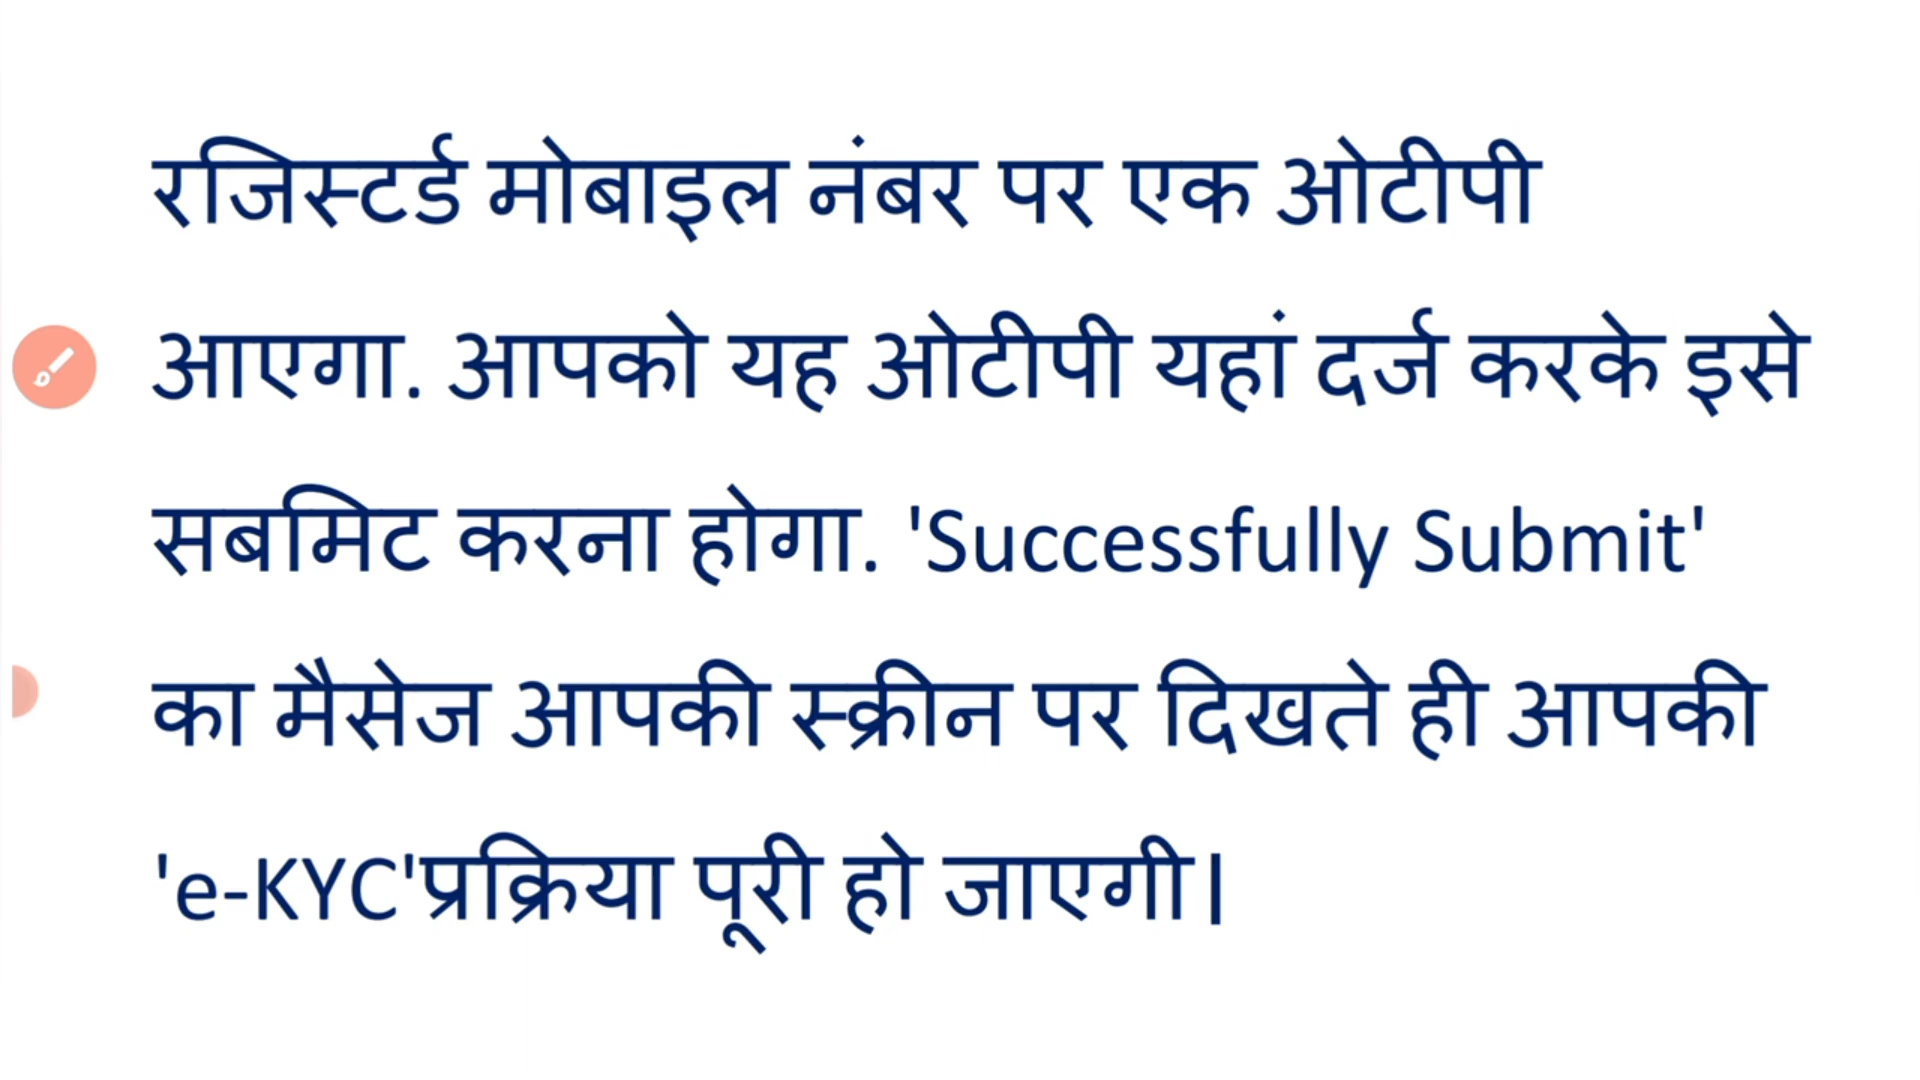 रजिस्टर्ड मोबाइल नंबर पर एक ओटीपी
आएगा. आपको यह ओटीपी यहां दर्ज करके इसे
सबमिट करना होगा. 'Successfully Submit'
का मैसेज आपकी स्क्रीन पर दिखते ही आपकी
'e-KYC'प्रक्रिया पूरी हो जाएगी।